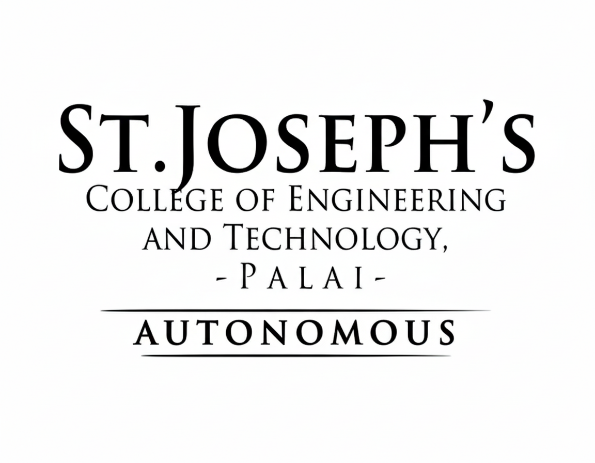 ST.JOSEPH'S
COLLEGE OF ENGINEERING
AND TECHNOLOGY,
- PALAI -
AUTONOMOUS